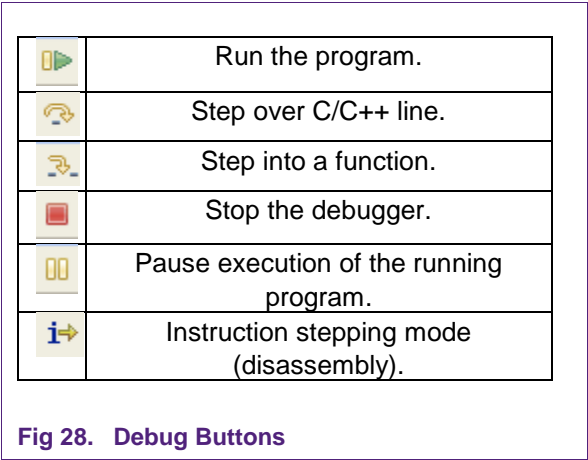 Run the program.
Step over C/C++ line.
Step into a function.
Stop the debugger.
Pause execution of the running
program.
i
Instruction stepping mode
(disassembly).
Fig 28. Debug Buttons